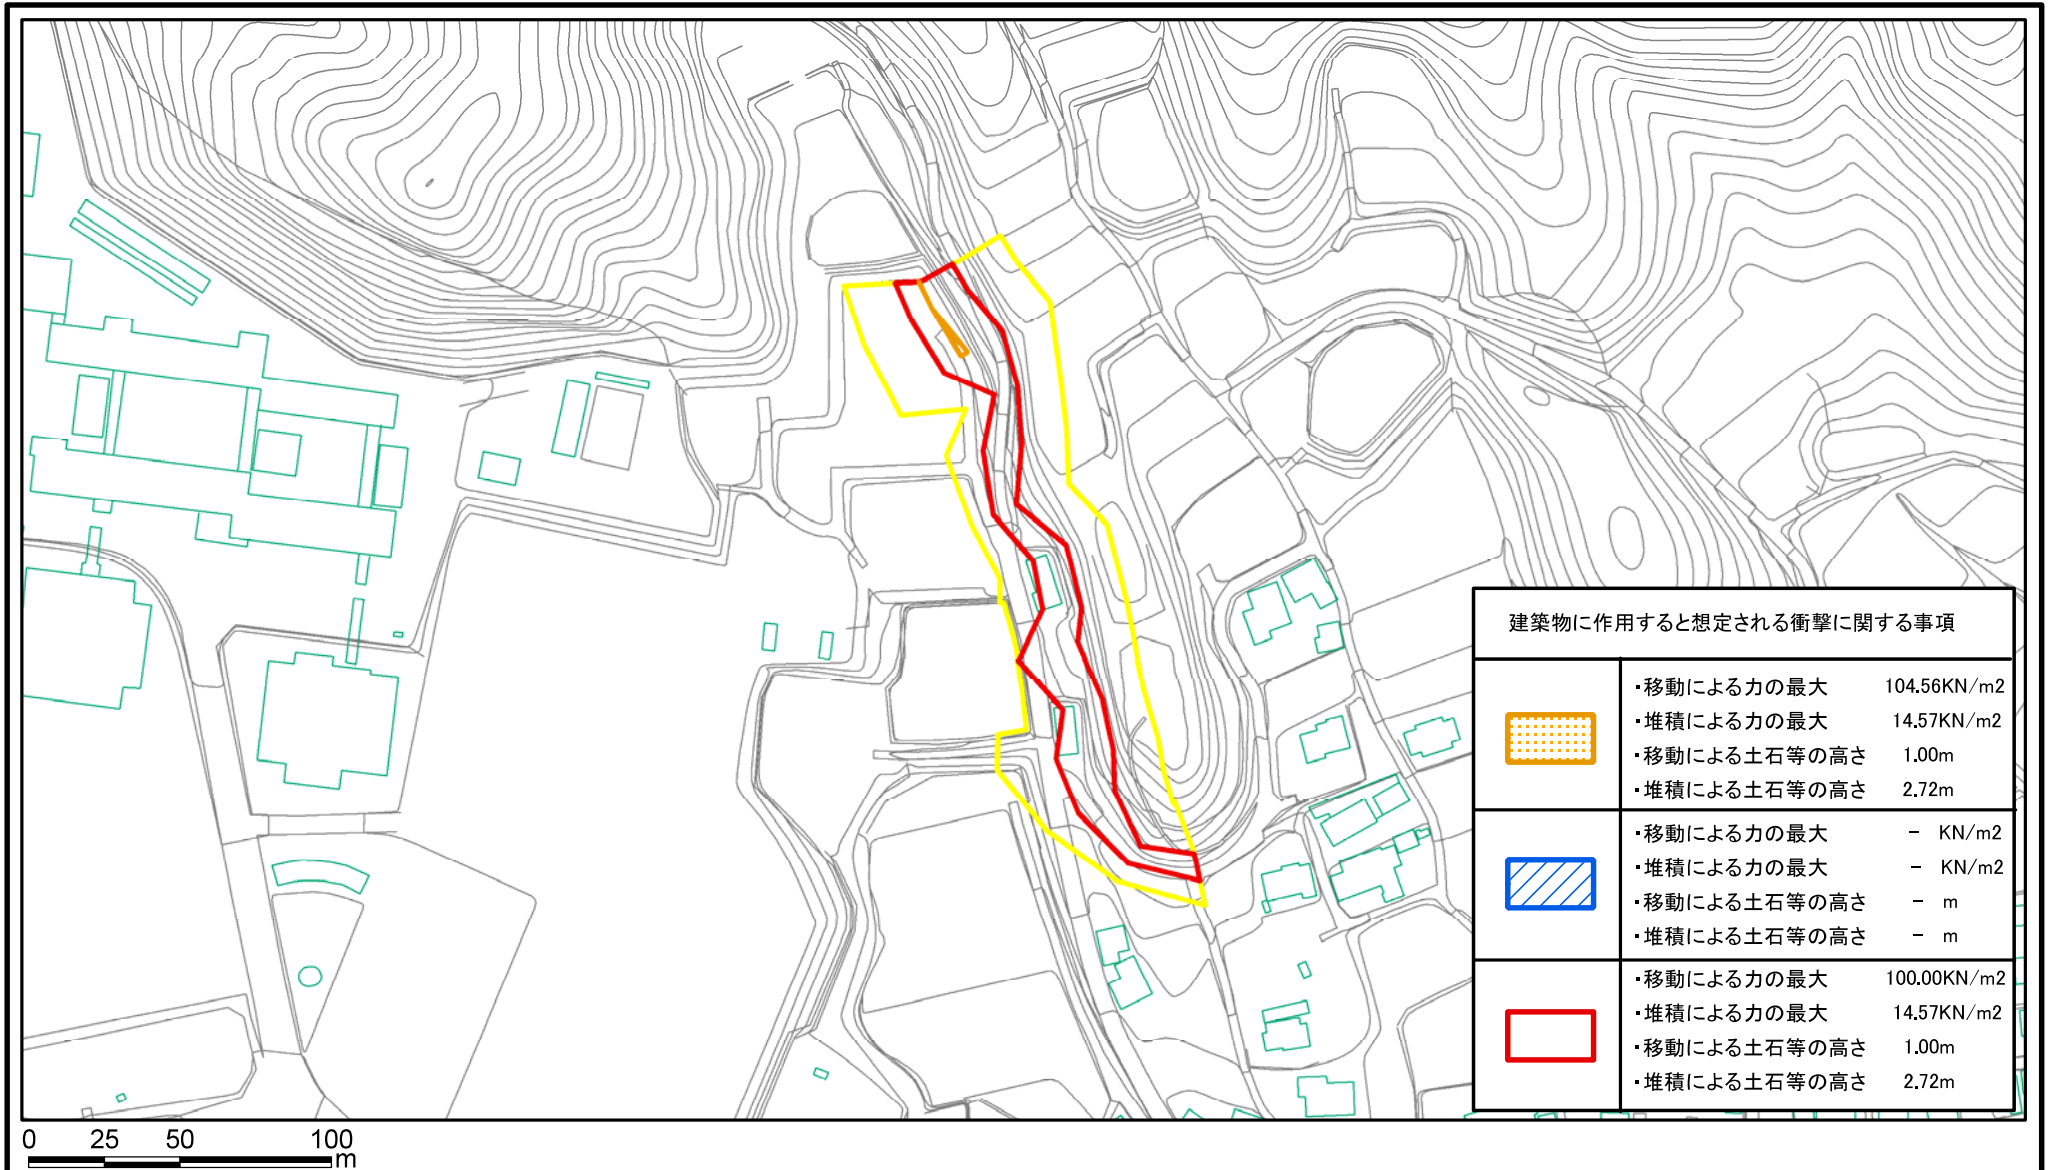 建築物に作用すると想定される衝撃に関する事項
・移動による力の最大 104.56KN/m2
・堆積による力の最大 14.57KN/m2
・移動による土石等の高さ 1.00m
・堆積による土石等の高さ 2.72m
・移動による力の最大 - KN/m2
・堆積による力の最大 - KN/m2
・移動による土石等の高さ - m
・堆積による土石等の高さ - m
・移動による力の最大 100.00KN/m2
・堆積による力の最大 14.57KN/m2
・移動による土石等の高さ 1.00m
・堆積による土石等の高さ 2.72m
0 25 50 100
m